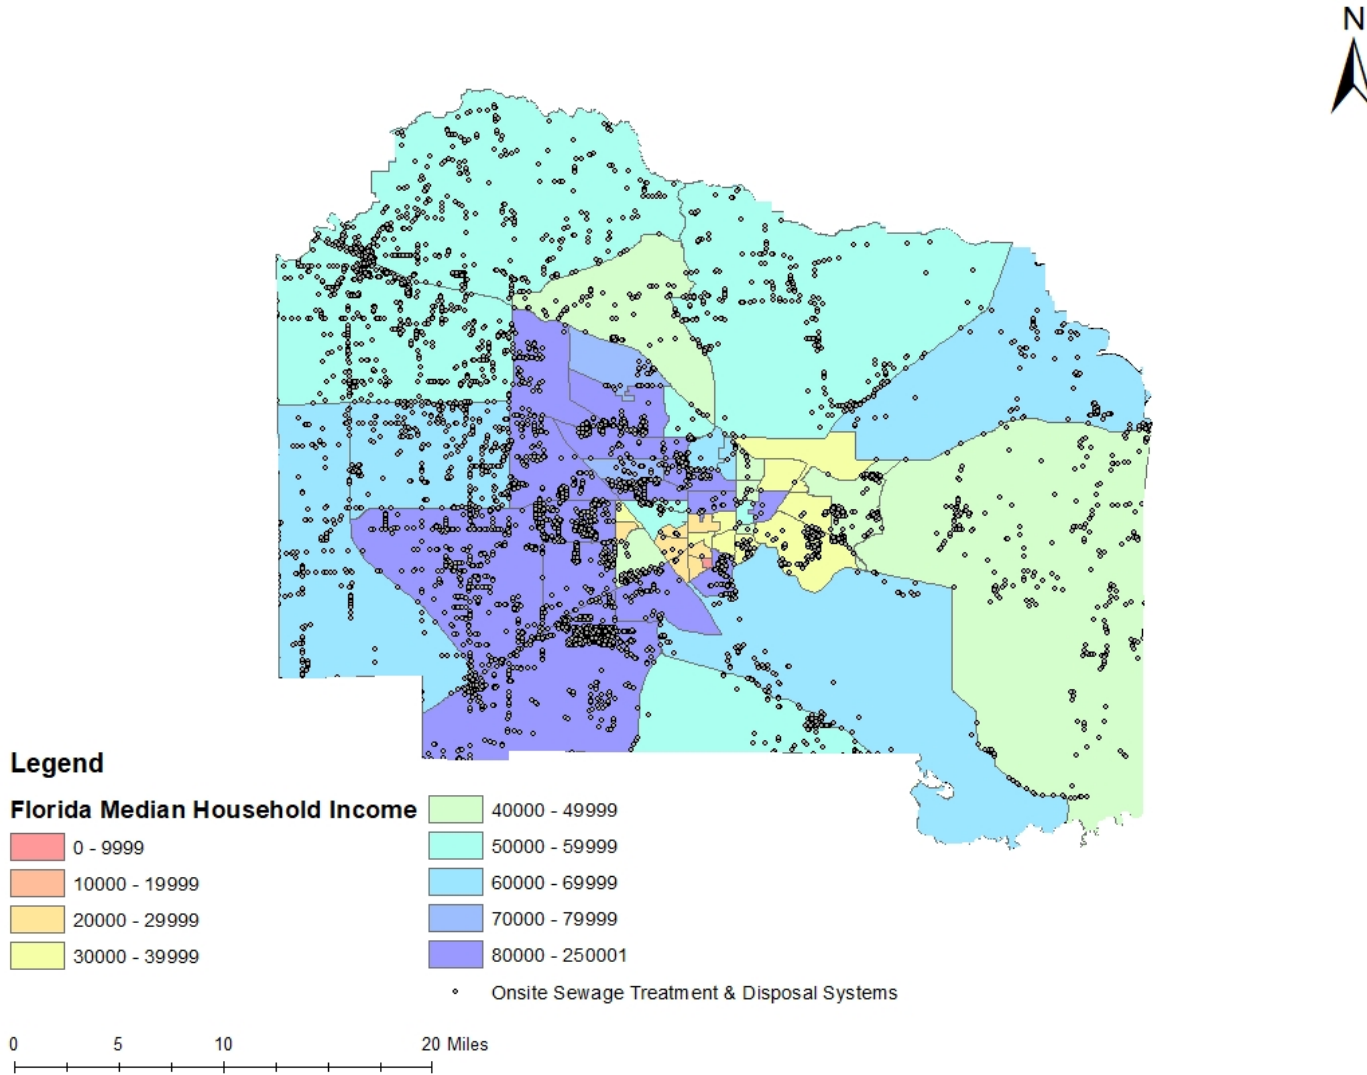 N
Legend
Florida Median Household Income
0 - 9999
10000 - 19999
20000 - 29999
30000 - 39999
40000 - 49999
50000 - 59999
60000 - 69999
70000 - 79999
80000 - 250001
Onsite Sewage Treatment & Disposal Systems
0 5 10 20 Miles